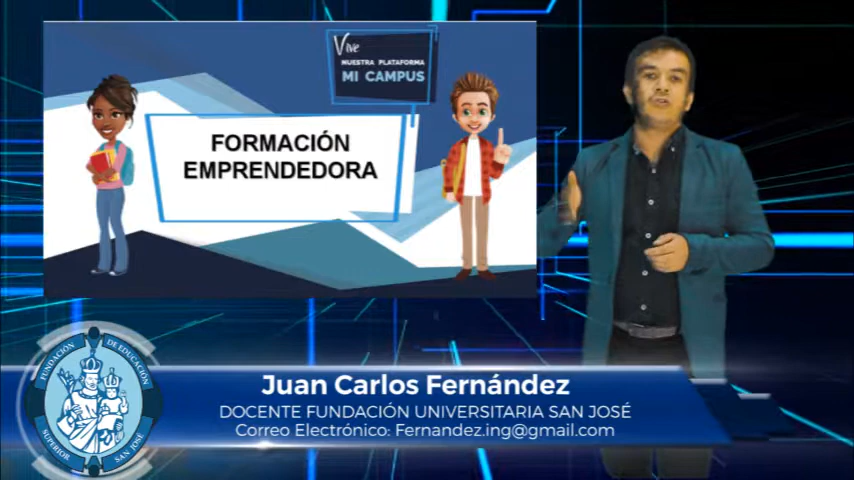 Vive
NUESTRA PLATAFORMA
MI CAMPUS
FORMACIÓN
EMPRENDEDORA
FUNDACIÓN
DE EDUCACIÓN
SUPERIOR
SAN JOSÉ
Juan Carlos Fernández
DOCENTE FUNDACIÓN UNIVERSITARIA SAN JOSÉ
Correo Electrónico: Fernandez.ing@gmail.com